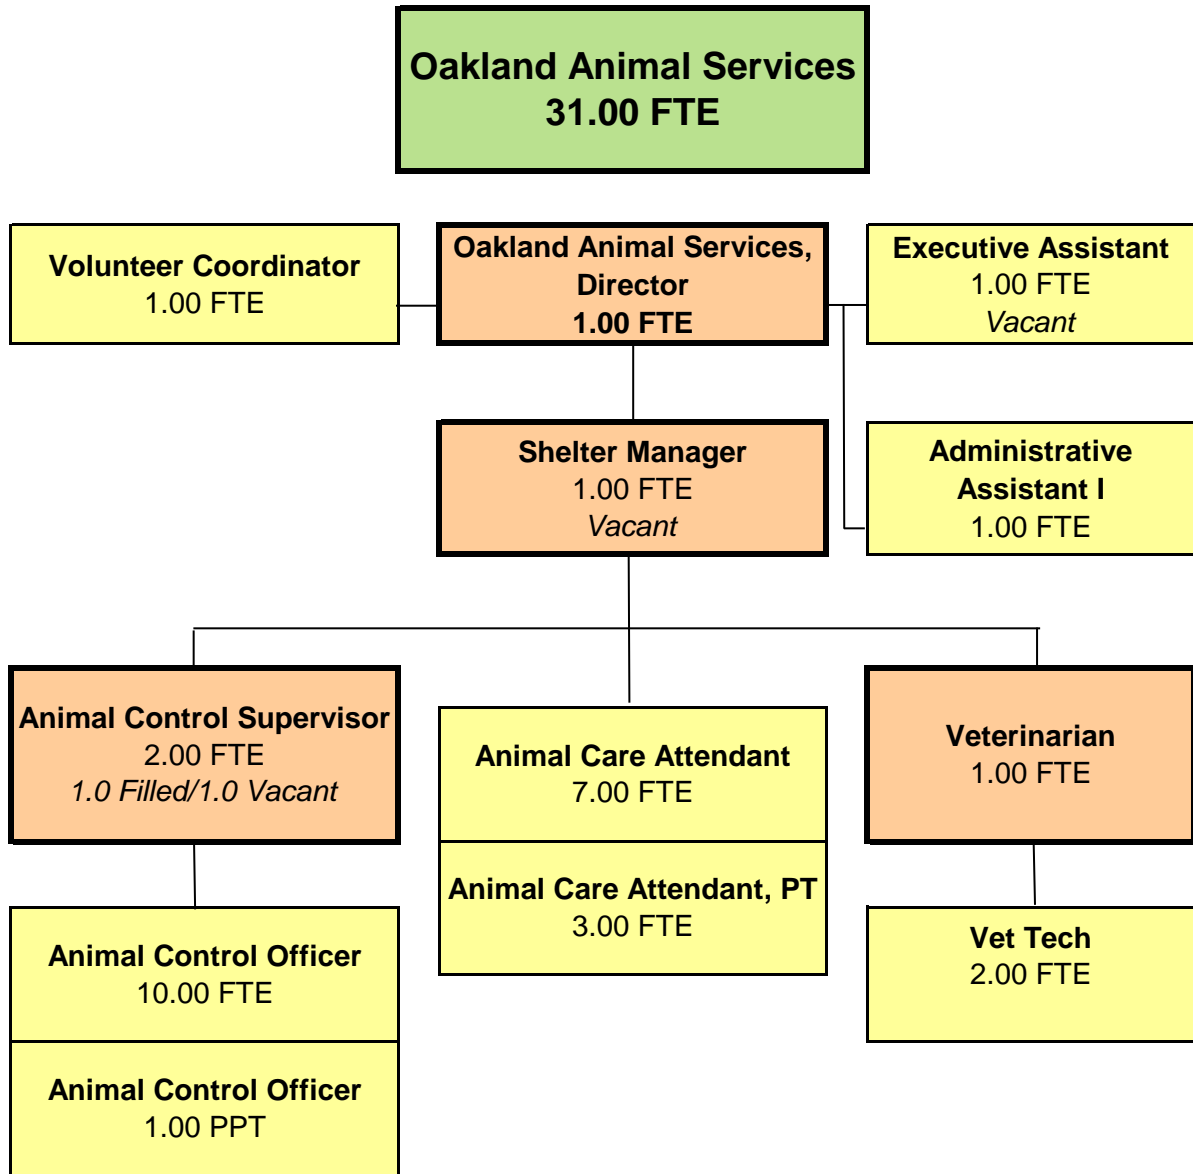 Oakland Animal Services
31.00 FTE
Volunteer Coordinator
1.00 FTE
Oakland Animal Services,
Director
1.00 FTE
Executive Assistant
1.00 FTE
Vacant
Shelter Manager
1.00 FTE
Vacant
Administrative
Assistant I
1.00 FTE
Animal Control Supervisor
2.00 FTE
1.0 Filled/1.0 Vacant
Animal Care Attendant
7.00 FTE
Animal Care Attendant, PT
3.00 FTE
Veterinarian
1.00 FTE
Animal Control Officer
10.00 FTE
Animal Control Officer
1.00 PPT
Vet Tech
2.00 FTE